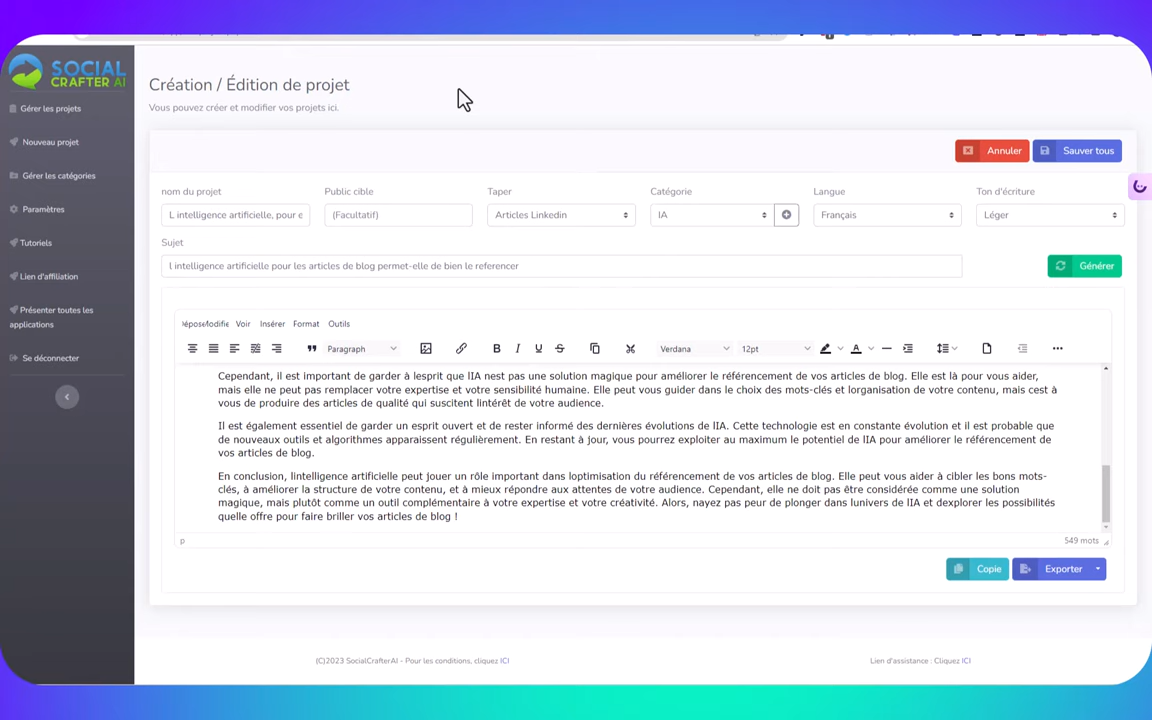 SOCIAL
CRAFTER AI
Gérer les projets
Nouveau projet
Gérer les catégories
Paramètres
Tutoriels
Lien d'affiliation
Présenter toutes les
applications
Se déconnecter
Création / Édition de projet
Vous pouvez créer et modifier vos projets ici.
Annuler
Sauver tous
nom du projet
Public cible
Taper
Catégorie
Langue
Ton d'écriture
L intelligence artificielle, pour e
(Facultatif)
Articles Linkedin
IA
Français
Léger
Sujet
l intelligence artificielle pour les articles de blog permet-elle de bien le referencer
Générer
Voir Insérer Format Outils
Paragraph
B I U S
Verdana
12pt
Cependant, il est important de garder à lesprit que lIA nest pas une solution magique pour améliorer le référencement de vos articles de blog. Elle est là pour vous aider,
mais elle ne peut pas remplacer votre expertise et votre sensibilité humaine. Elle peut vous guider dans le choix des mots-clés et lorganisation de votre contenu, mais cest à
vous de produire des articles de qualité qui suscitent lintérêt de votre audience.
Il est également essentiel de garder un esprit ouvert et de rester informé des dernières évolutions de lIA. Cette technologie est en constante évolution et il est probable que
de nouveaux outils et algorithmes apparaissent régulièrement. En restant à jour, vous pourrez exploiter au maximum le potentiel de lIA pour améliorer le référencement de
vos articles de blog.
En conclusion, lintelligence artificielle peut jouer un rôle important dans loptimisation du référencement de vos articles de blog. Elle peut vous aider à cibler les bons mots-
clés, à améliorer la structure de votre contenu, et à mieux répondre aux attentes de votre audience. Cependant, elle ne doit pas être considérée comme une solution
magique, mais plutôt comme un outil complémentaire à votre expertise et votre créativité. Alors, nayez pas peur de plonger dans lunivers de lIA et dexplorer les possibilités
quelle offre pour faire briller vos articles de blog !
p
549 mots
Copie
Exporter
(C)2023 SocialCrafterAI - Pour les conditions, cliquez ICI
Lien d'assistance : Cliquez ICI